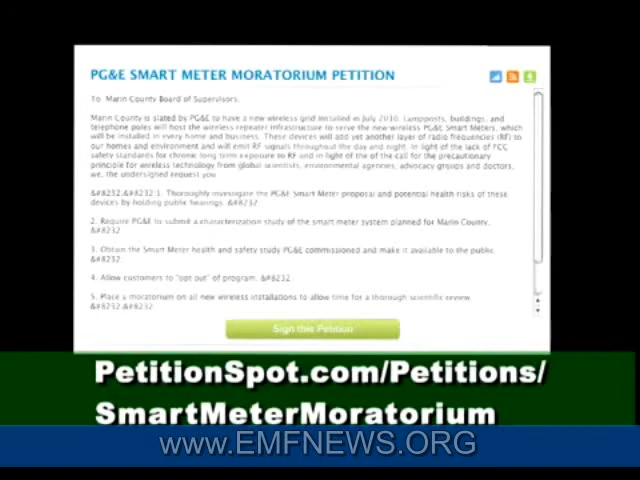 PG&E SMART METER MORATORIUM PETITION
To: Marin County Board of Supervisors,
Marin County is slated by PG&E to have a new wireless grid installed in July 2010. Lampposts, buildings, and
telephone poles will host the wireless repeater infrastructure to serve the new wireless PG&E Smart Meters, which
will be installed in every home and business. These devices will add yet another layer of radio frequencies (RF) to
our homes and environment and will emit RF signals throughout the day and night. In light of the lack of FCC
safety standards for chronic long term exposure to RF and in light of the of the call for the precautionary
principle for wireless technology from global scientists, environmental agencies, advocacy groups and doctors,
we, the undersigned request you
&#8232;&#8232;1. Thoroughly investigate the PG&E Smart Meter proposal and potential health risks of these
devices by holding public hearings. &#8232;
2. Require PG&E to submit a characterization study of the smart meter system planned for Marin County.
&#8232;
3. Obtain the Smart Meter health and safety study PG&E commissioned and make it available to the public.
&#8232;
4. Allow customers to "opt out" of program. &#8232;
5. Place a moratorium on all new wireless installations to allow time for a thorough scientific review.
&#8232;&#8232;
Sign this Petition
PetitionSpot.com/Petitions/
SmartMeterMoratorium
www.EMFNEWS.ORG